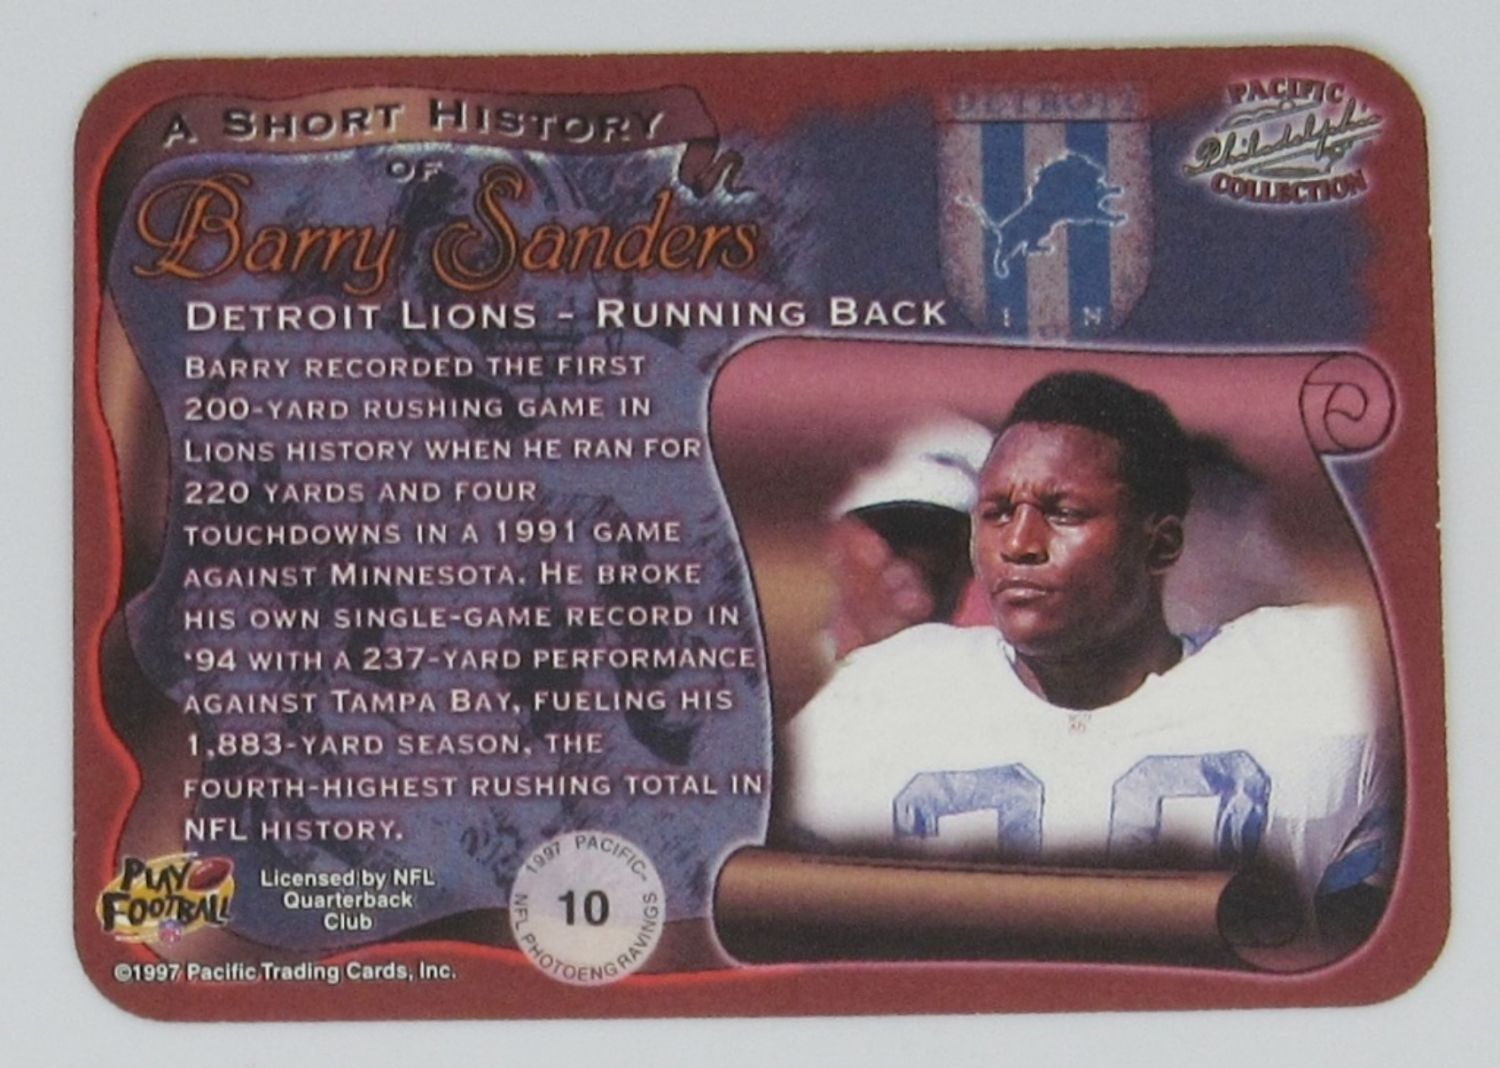 A SHORT HISTORY
OF
Barry Sanders
DETROIT LIONS - RUNNING BACK
BARRY RECORDED THE FIRST
200-YARD RUSHING GAME IN
LIONS HISTORY WHEN HE RAN FOR
220 YARDS AND FOUR
TOUCHDOWNS IN A 1991 GAME
AGAINST MINNESOTA. HE BROKE
HIS OWN SINGLE-GAME RECORD IN
'94 WITH A 237-YARD PERFORMANCE
AGAINST TAMPA BAY, FUELING HIS
1,883-YARD SEASON, THE
FOURTH-HIGHEST RUSHING TOTAL IN
NFL HISTORY.
DETROIT
PACIFIC
Philadelphia
COLLECTION
PLAY
FOOTBALL
Licensed by NFL
Quarterback
Club
©1997 Pacific Trading Cards, Inc.
1997 PACIFIC
10
NFL PHOTOENGRAVINGS